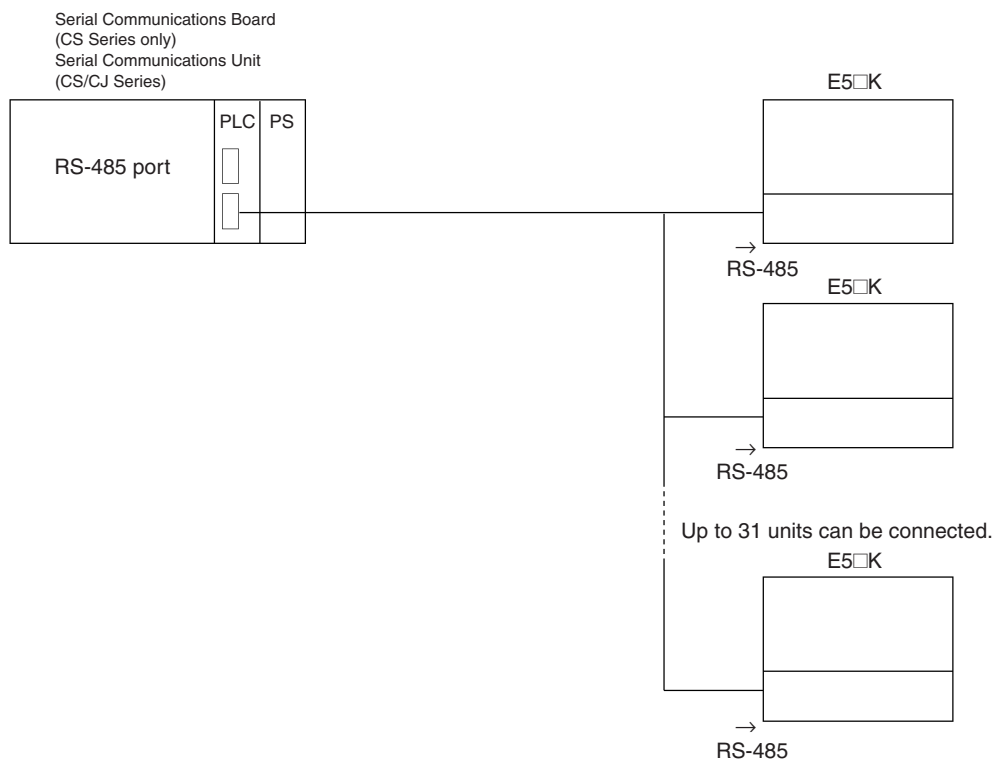 Serial Communications Board
(CS Series only)
Serial Communications Unit
(CS/CJ Series)
RS-485 port
PLC
PS
E5□K
RS-485
E5□K
RS-485
Up to 31 units can be connected.
E5□K
RS-485